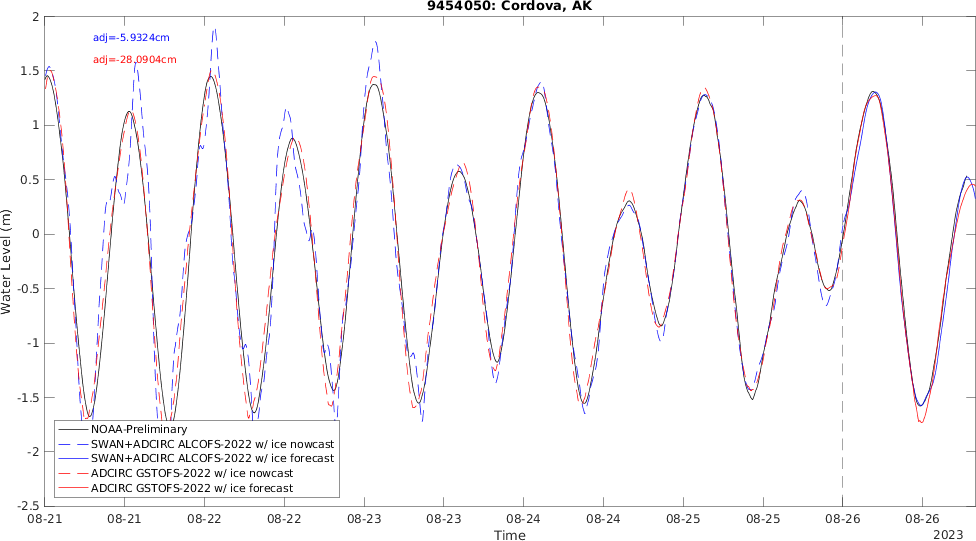 9454050: Cordova, AK
adj=-5.9324cm
adj=-28.0904cm
2
1.5
1
0.5
0
-0.5
-1
-1.5
-2
-2.5
Water Level (m)
NOAA-Preliminary
SWAN+ADCIRC ALCOFS-2022 w/ ice nowcast
SWAN+ADCIRC ALCOFS-2022 w/ ice forecast
ADCIRC GSTOFS-2022 w/ ice nowcast
ADCIRC GSTOFS-2022 w/ ice forecast
08-21 08-21 08-22 08-22 08-23 08-23 08-24 08-24 08-25 08-25 08-26 08-26
Time
2023